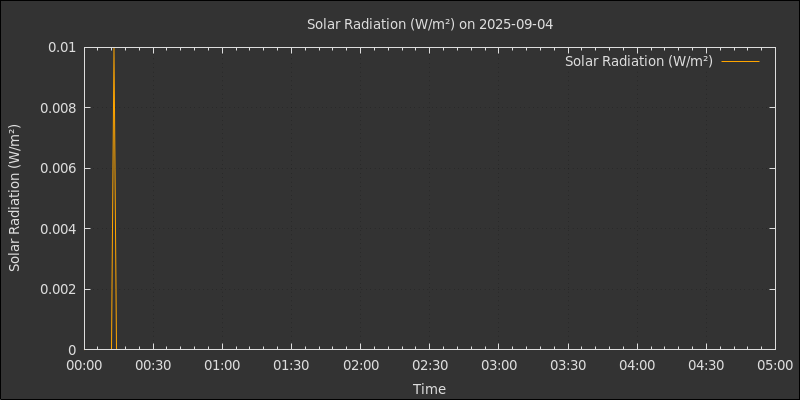 Solar Radiation (W/m²) on 2025-09-04
Solar Radiation (W/m²)
0.01
0.008
0.006
0.004
0.002
0
Solar Radiation (W/m²)
00:00 00:30 01:00 01:30 02:00 02:30 03:00 03:30 04:00 04:30 05:00
Time